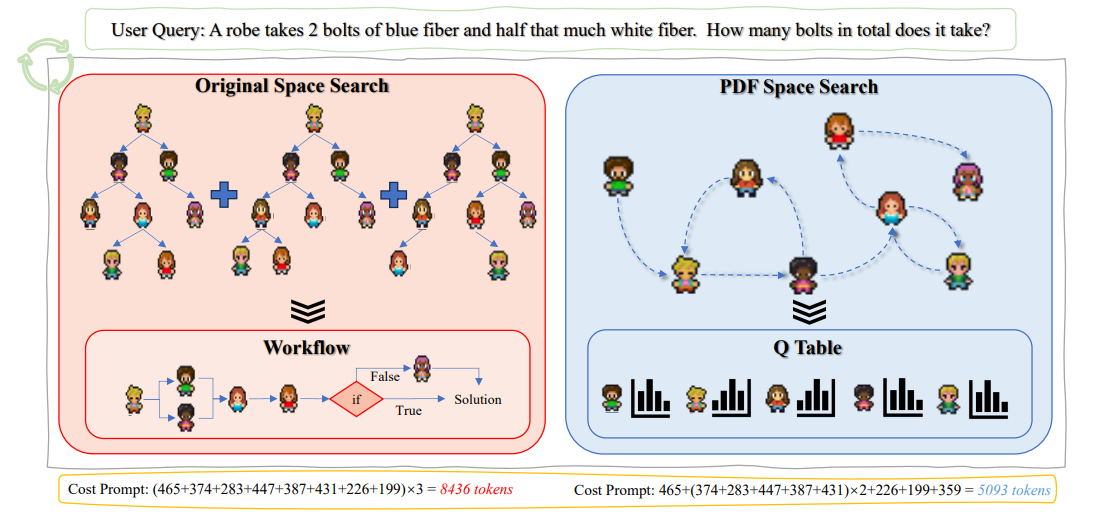 User Query: A robe takes 2 bolts of blue fiber and half that much white fiber. How many bolts in total does it take?
Original Space Search
Workflow
False
if
True
Solution
Cost Prompt: (465+374+283+447+387+431+226+199)×3 = 8436 tokens
PDF Space Search
Q Table
Cost Prompt: 465+(374+283+447+387+431)×2+226+199+359 = 5093 tokens